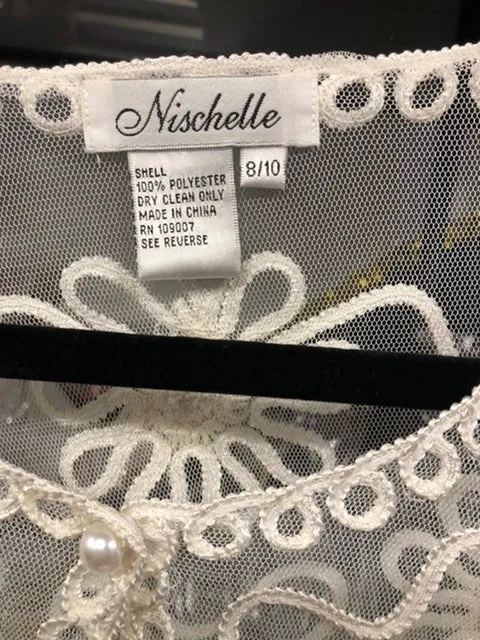 Nischelle
8/10
SHELL
100% POLYESTER
DRY CLEAN ONLY
MADE IN CHINA
RN 109007
SEE REVERSE